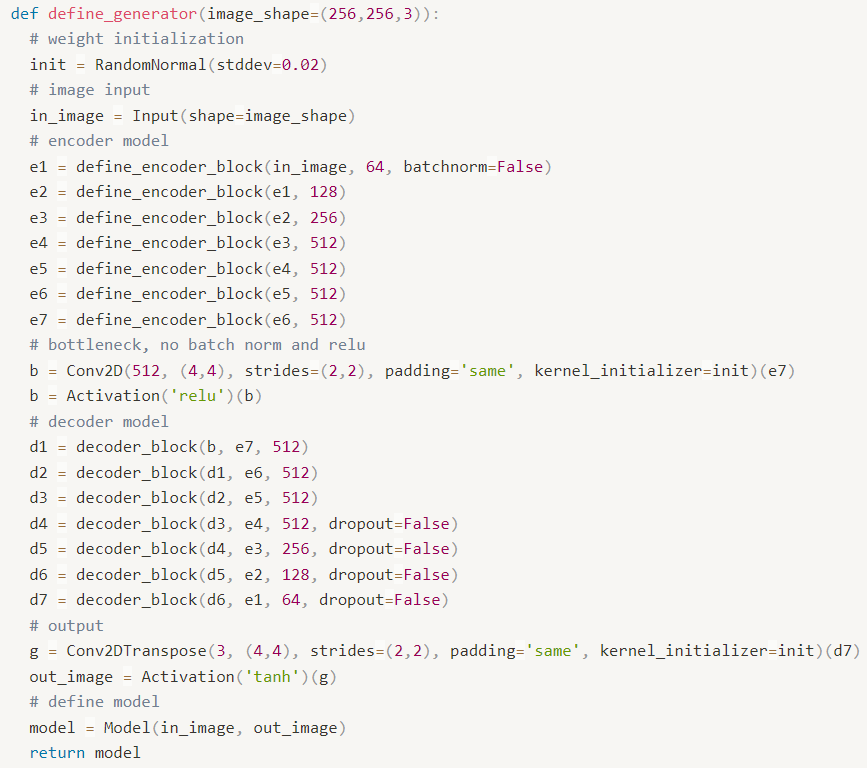 def define_generator(image_shape=(256,256,3)):
  # weight initialization
  init = RandomNormal(stddev=0.02)
  # image input
  in_image = Input(shape=image_shape)
  # encoder model
  e1 = define_encoder_block(in_image, 64, batchnorm=False)
  e2 = define_encoder_block(e1, 128)
  e3 = define_encoder_block(e2, 256)
  e4 = define_encoder_block(e3, 512)
  e5 = define_encoder_block(e4, 512)
  e6 = define_encoder_block(e5, 512)
  e7 = define_encoder_block(e6, 512)
  # bottleneck, no batch norm and relu
  b = Conv2D(512, (4,4), strides=(2,2), padding='same', kernel_initializer=init)(e7)
  b = Activation('relu')(b)
  # decoder model
  d1 = decoder_block(b, e7, 512)
  d2 = decoder_block(d1, e6, 512)
  d3 = decoder_block(d2, e5, 512)
  d4 = decoder_block(d3, e4, 512, dropout=False)
  d5 = decoder_block(d4, e3, 256, dropout=False)
  d6 = decoder_block(d5, e2, 128, dropout=False)
  d7 = decoder_block(d6, e1, 64, dropout=False)
  # output
  g = Conv2DTranspose(3, (4,4), strides=(2,2), padding='same', kernel_initializer=init)(d7)
  out_image = Activation('tanh')(g)
  # define model
  model = Model(in_image, out_image)
  return model